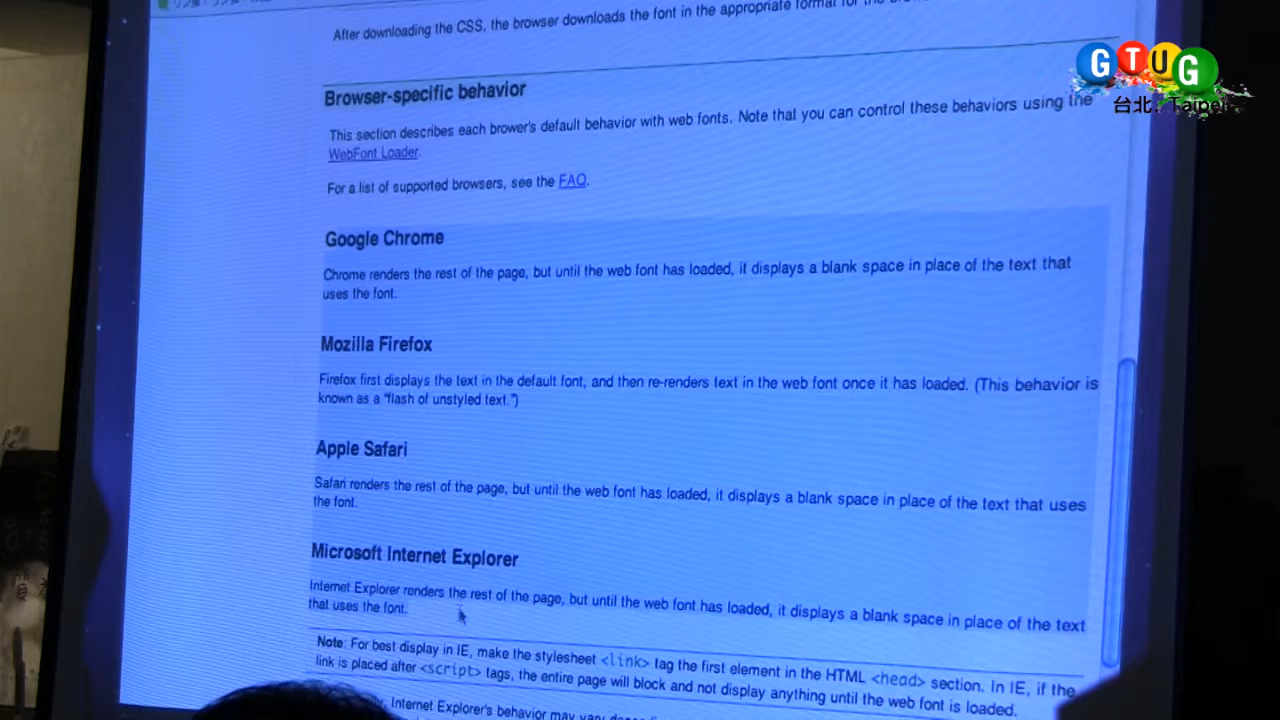 After downloading the CSS, the browser downloads the font in the appropriate format for the
GTUG
台北, Taipei
Browser-specific behavior
This section describes each brower's default behavior with web fonts. Note that you can control these behaviors using the
WebFont Loader.
For a list of supported browsers, see the FAQ.
Google Chrome
Chrome renders the rest of the page, but until the web font has loaded, it displays a blank space in place of the text that
uses the font.
Mozilla Firefox
Firefox first displays the text in the default font, and then re-renders text in the web font once it has loaded. (This behavior is
known as a "flash of unstyled text.")
Apple Safari
Safari renders the rest of the page, but until the web font has loaded, it displays a blank space in place of the text that uses
the font.
Microsoft Internet Explorer
Internet Explorer renders the rest of the page, but until the web font has loaded, it displays a blank space in place of the text
that uses the font.
Note: For best display in IE, make the stylesheet <link> tag the first element in the HTML <head> section. In IE, if the
link is placed after <script> tags, the entire page will block and not display anything until the web font is loaded.
Internet Explorer's behavior may vary